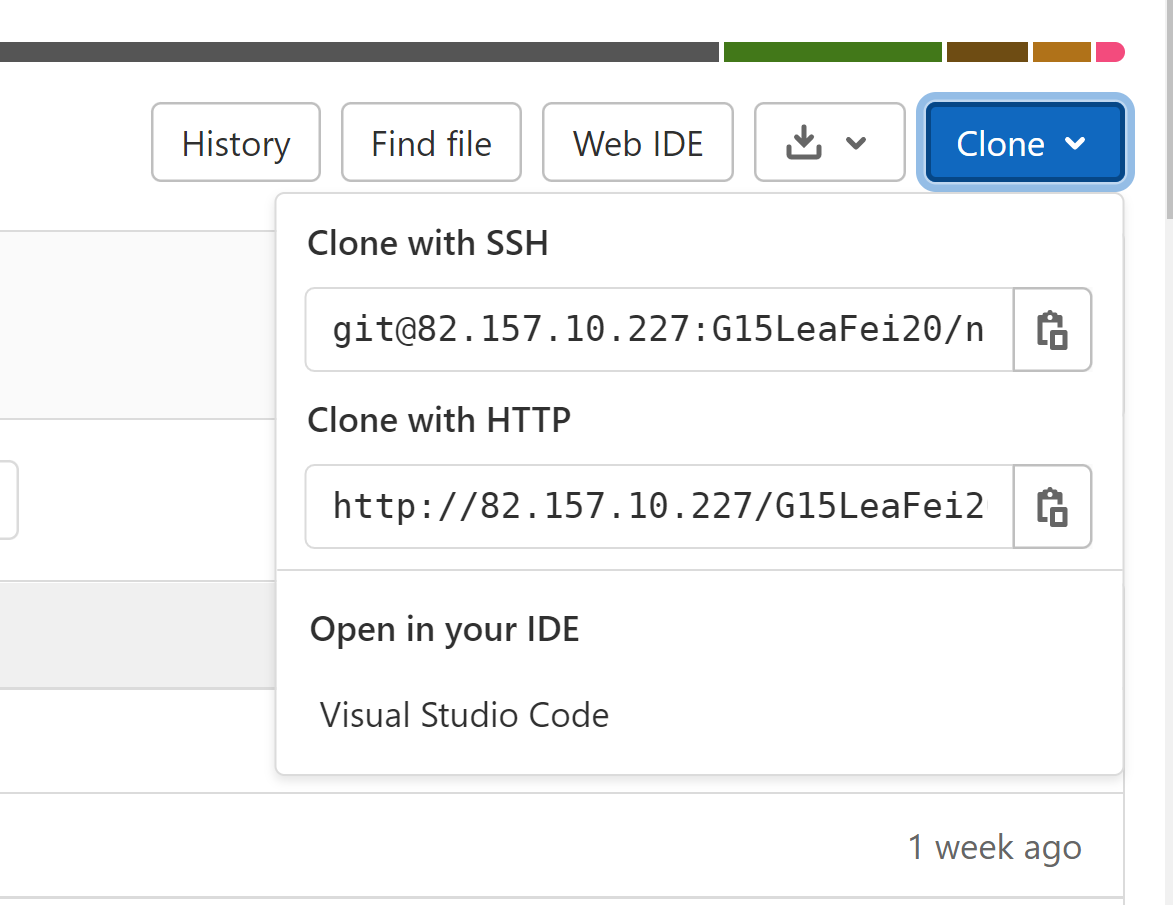 History Find file Web IDE Clone
Clone with SSH
git@82.157.10.227:G15LeaFei20/n
Clone with HTTP
http://82.157.10.227/G15LeaFei2
Open in your IDE
Visual Studio Code
1 week ago